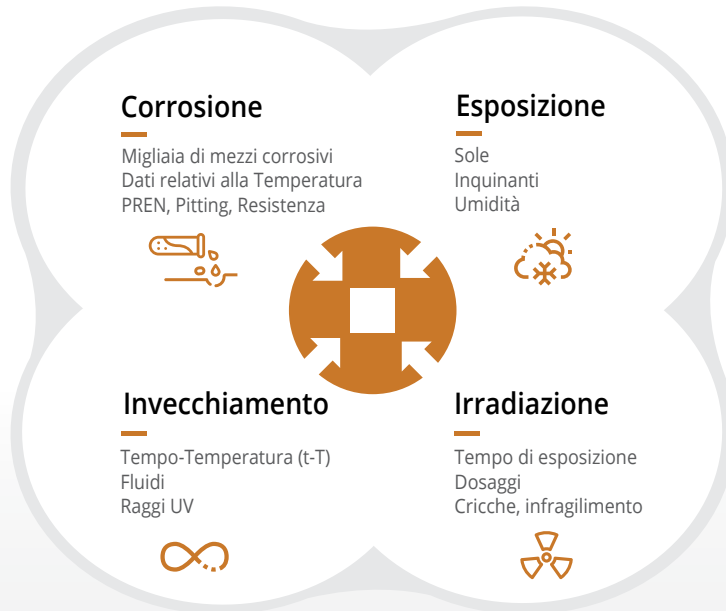 Corrosione
Migliaia di mezzi corrosivi
Dati relativi alla Temperatura
PREN, Pitting, Resistenza
Esposizione
Sole
Inquinanti
Umidità
Invecchiamento
Tempo-Temperatura (t-T)
Fluidi
Raggi UV
Irradiazione
Tempo di esposizione
Dosaggi
Cricche, infragilimento